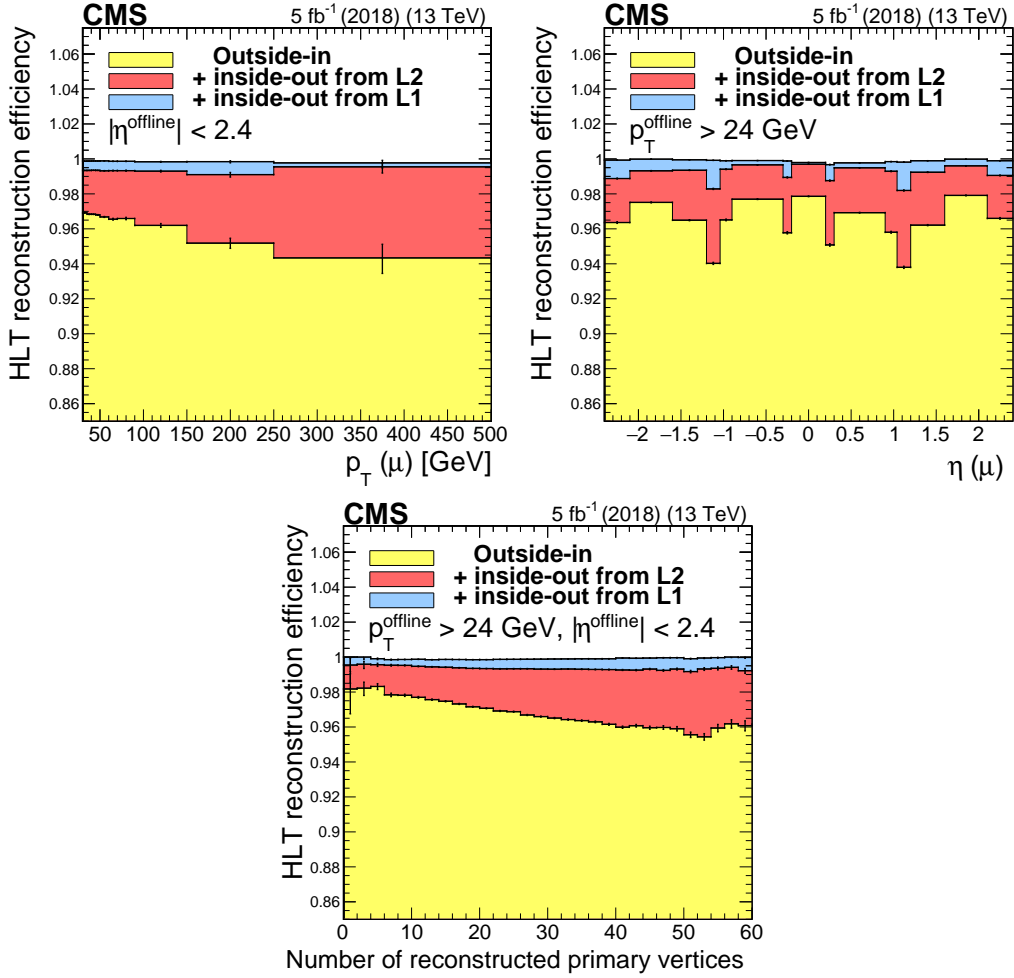 CMS 5 fb⁻¹ (2018) (13 TeV)
HLT reconstruction efficiency
1.06
1.04
1.02
1
0.98
0.96
0.94
0.92
0.9
0.88
0.86
Outside-in
+ inside-out from L2
+ inside-out from L1
|η^offline| < 2.4
50 100 150 200 250 300 350 400 450 500
p_T (μ) [GeV]
CMS 5 fb⁻¹ (2018) (13 TeV)
HLT reconstruction efficiency
1.06
1.04
1.02
1
0.98
0.96
0.94
0.92
0.9
0.88
0.86
Outside-in
+ inside-out from L2
+ inside-out from L1
p_T^offline > 24 GeV
−2 −1.5 −1 −0.5 0 0.5 1 1.5 2
η (μ)
CMS 5 fb⁻¹ (2018) (13 TeV)
HLT reconstruction efficiency
1.06
1.04
1.02
1
0.98
0.96
0.94
0.92
0.9
0.88
0.86
Outside-in
+ inside-out from L2
+ inside-out from L1
p_T^offline > 24 GeV, |η^offline| < 2.4
0 10 20 30 40 50 60
Number of reconstructed primary vertices